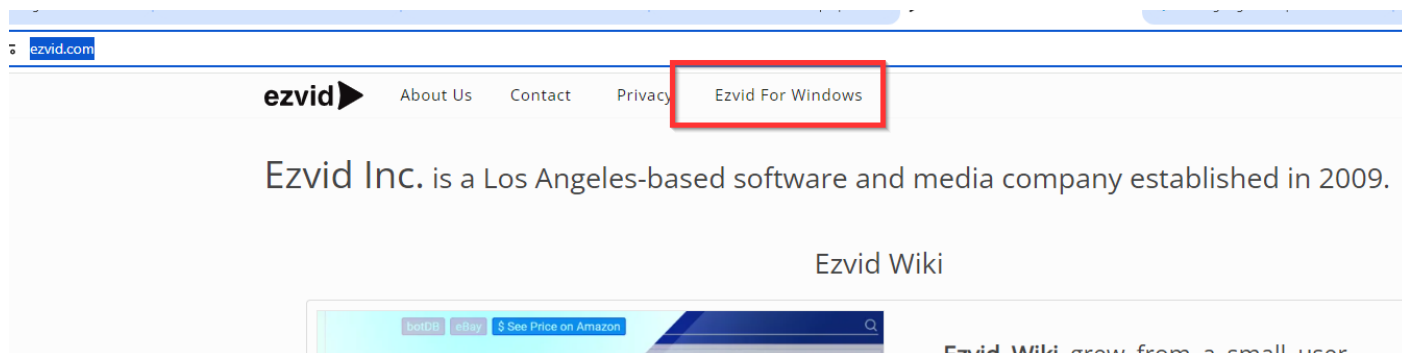 ezvid.com
ezvid About Us Contact Privacy Ezvid For Windows
Ezvid Inc. is a Los Angeles-based software and media company established in 2009.
Ezvid Wiki
botDB eBay $ See Price on Amazon
Ezvid Wiki grew from a small user